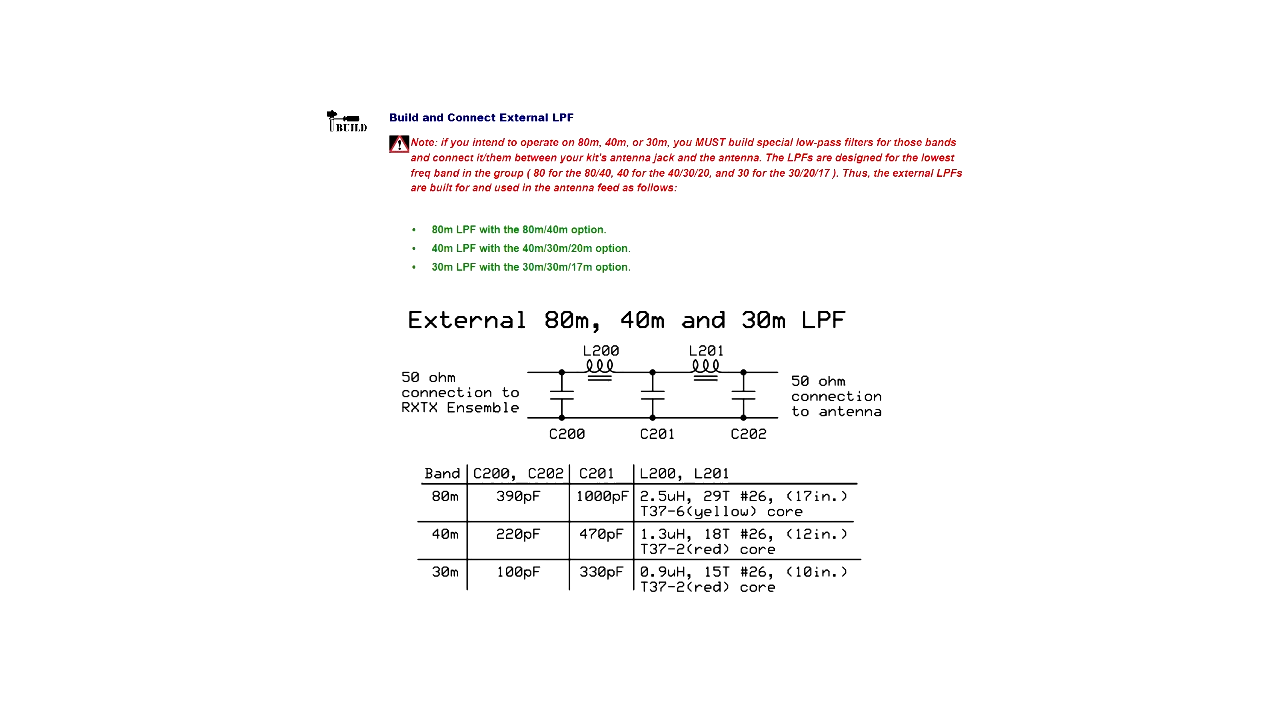 BUILD
Build and Connect External LPF
Note: if you intend to operate on 80m, 40m, or 30m, you MUST build special low-pass filters for those bands
and connect it/them between your kit's antenna jack and the antenna. The LPFs are designed for the lowest
freq band in the group ( 80 for the 80/40, 40 for the 40/30/20, and 30 for the 30/20/17 ). Thus, the external LPFs
are built for and used in the antenna feed as follows:
• 80m LPF with the 80m/40m option.
• 40m LPF with the 40m/30m/20m option.
• 30m LPF with the 30m/30m/17m option.
External 80m, 40m and 30m LPF
L200 L201
50 ohm
connection to
RXTX Ensemble
50 ohm
connection
to antenna
C200 C201 C202
Band C200, C202 C201 L200, L201
80m 390pF 1000pF 2.5uH, 29T #26, (17in.)
T37-6(yellow) core
40m 220pF 470pF 1.3uH, 18T #26, (12in.)
T37-2(red) core
30m 100pF 330pF 0.9uH, 15T #26, (10in.)
T37-2(red) core